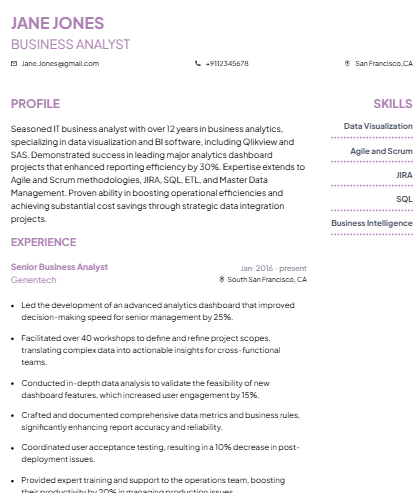 JANE JONES
BUSINESS ANALYST
Jane.Jones@gmail.com
+9112345678
San Francisco,CA
PROFILE
Seasoned IT business analyst with over 12 years in business analytics,
specializing in data visualization and BI software, including Qlikview and
SAS. Demonstrated success in leading major analytics dashboard
projects that enhanced reporting efficiency by 30%. Expertise extends to
Agile and Scrum methodologies, JIRA, SQL, ETL, and Master Data
Management. Proven ability in boosting operational efficiencies and
achieving substantial cost savings through strategic data integration
projects.
EXPERIENCE
Senior Business Analyst
Jan-2016 - present
Genentech
South San Francisco,CA
• Led the development of an advanced analytics dashboard that improved
decision-making speed for senior management by 25%.
• Facilitated over 40 workshops to define and refine project scopes,
translating complex data into actionable insights for cross-functional
teams.
• Conducted in-depth data analysis to validate the feasibility of new
dashboard features, which increased user engagement by 15%.
• Crafted and documented comprehensive data metrics and business rules,
significantly enhancing report accuracy and reliability.
• Coordinated user acceptance testing, resulting in a 10% decrease in post-
deployment issues.
• Provided expert training and support to the operations team, boosting
their productivity by 20% in managing production issues.
SKILLS
Data Visualization
Agile and Scrum
JIRA
SQL
Business Intelligence